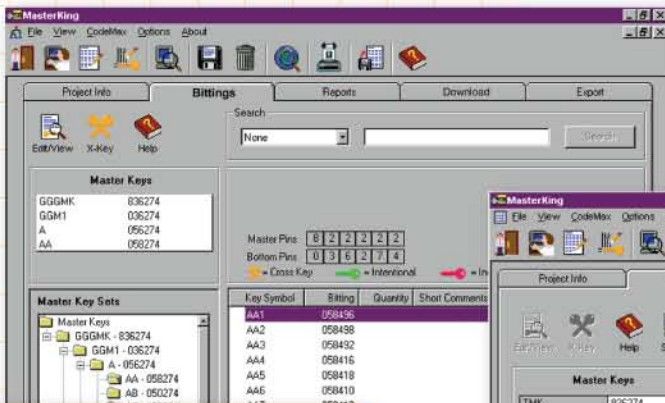 MasterKing
File View CodeMax Options About
Project Info Bittings Reports Download Export
Edit/View X-Key Help
Search
None
Search
Master Keys
GGGMK 836274
GGM1 036274
A 056274
AA 058274
Master Pins 8 2 2 2 2 2
Bottom Pins 0 3 6 2 7 4
= Cross Key = Intentional = In
Master Key Sets
Master Keys
GGGMK - 836274
GGM1 - 036274
A - 056274
AA - 058274
AB - 050274
Key Symbol Bitting Quantity Short Comments
AA1 058496
AA2 058498
AA3 058492
AA4 058416
AA5 058418
AA6 058410
MasterKing
File View CodeMax Options
Project Info
Edit/View X-Key Help
Master Keys
TMK 836274